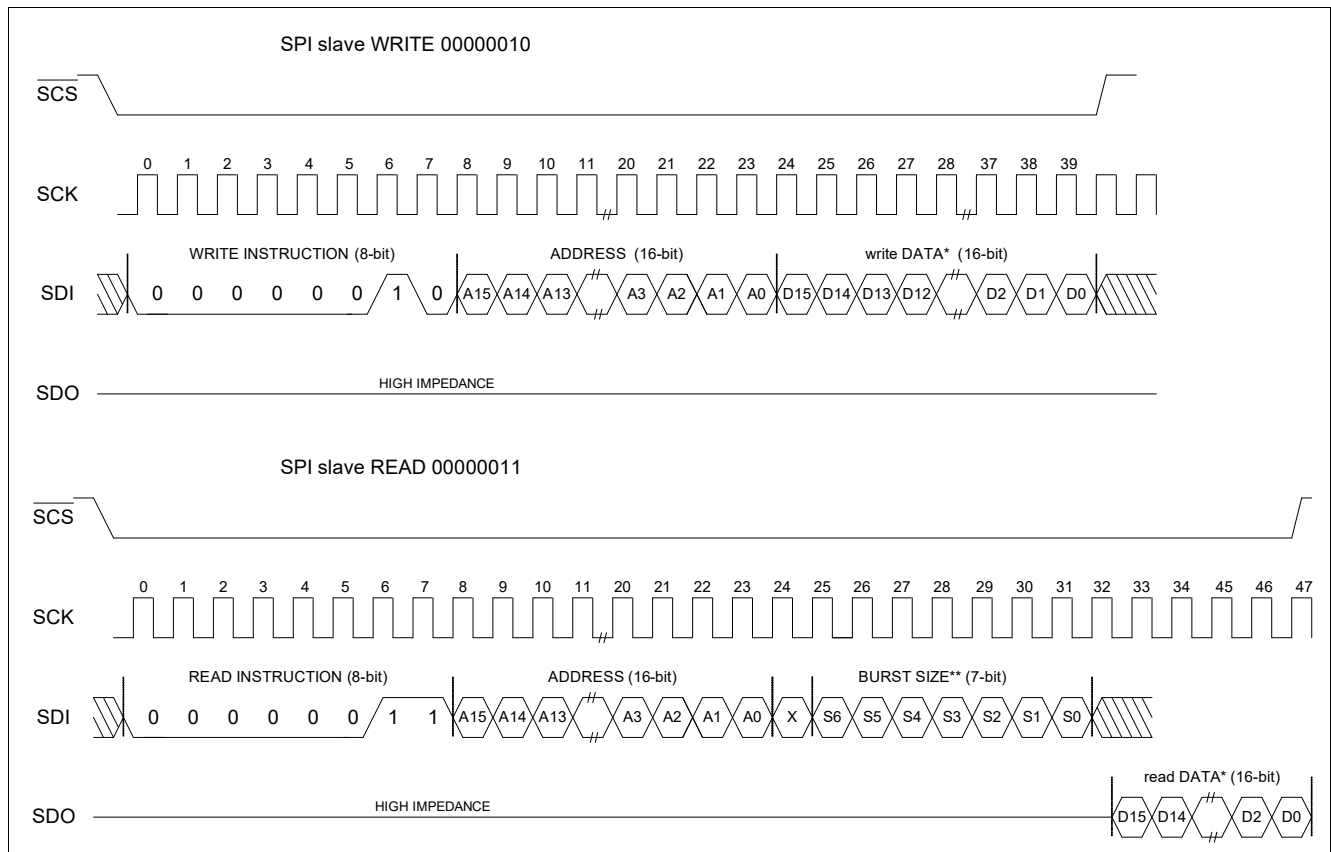 SPI slave WRITE 00000010
SCS
0 1 2 3 4 5 6 7 8 9 10 11 20 21 22 23 24 25 26 27 28 37 38 39
SCK
WRITE INSTRUCTION (8-bit) ADDRESS (16-bit) write DATA* (16-bit)
SDI 0 0 0 0 0 0 1 0 A15 A14 A13 A3 A2 A1 A0 D15 D14 D13 D12 D2 D1 D0
HIGH IMPEDANCE
SDO
SPI slave READ 00000011
SCS
0 1 2 3 4 5 6 7 8 9 10 11 20 21 22 23 24 25 26 27 28 29 30 31 32 33 34 45 46 47
SCK
READ INSTRUCTION (8-bit) ADDRESS (16-bit) BURST SIZE** (7-bit)
SDI 0 0 0 0 0 0 1 1 A15 A14 A13 A3 A2 A1 A0 X S6 S5 S4 S3 S2 S1 S0
read DATA* (16-bit)
HIGH IMPEDANCE
SDO D15 D14 D2 D0